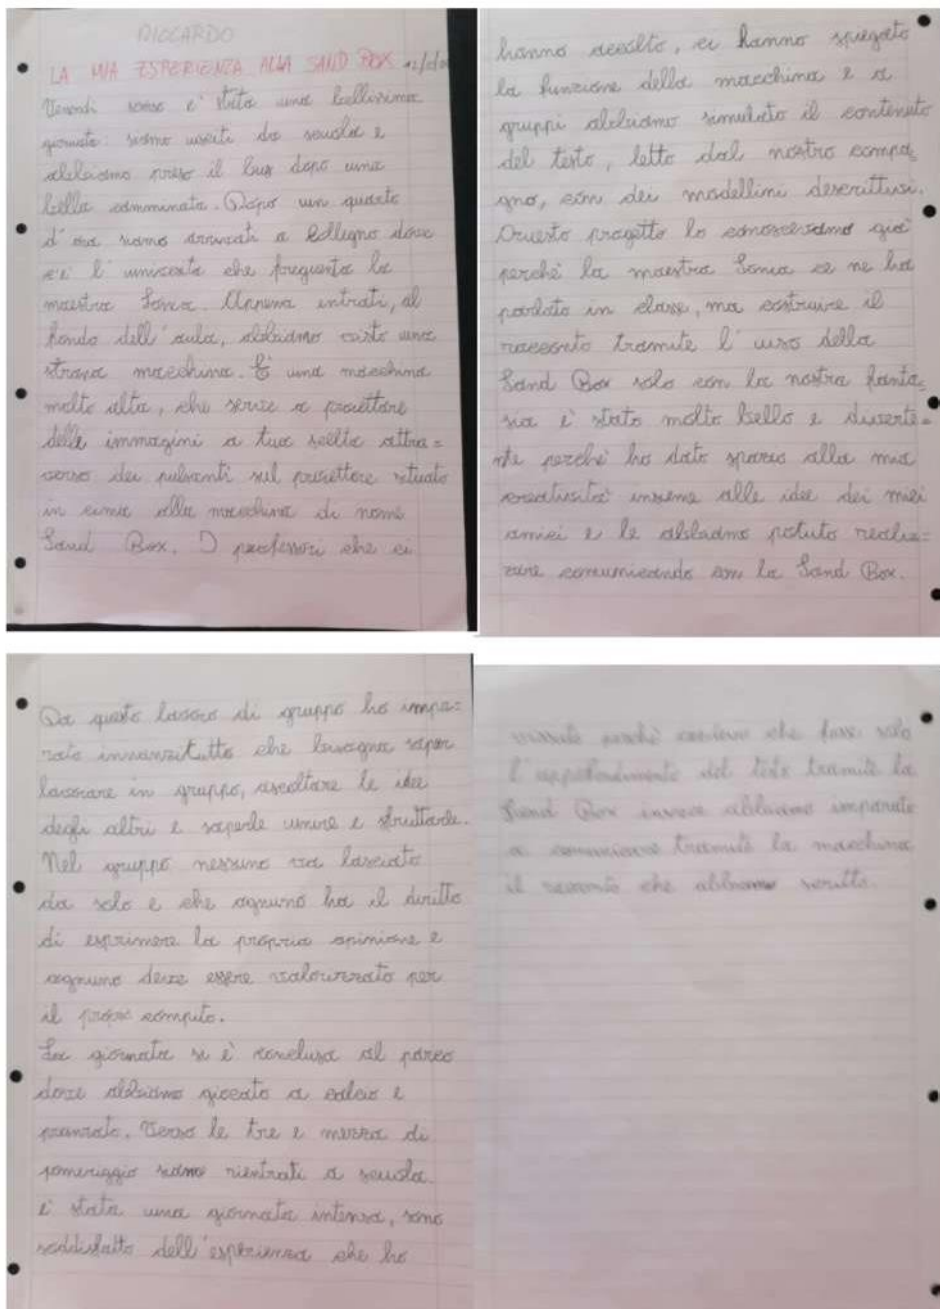 RICCARDO
LA MIA ESPERIENZA ALLA SAND BOX
Venerdì scorso e' stata una bellissima
giornata: siamo usciti da scuola e
abbiamo preso il bus dopo una
bella camminata. Dopo un quarto
d'ora siamo arrivati a Collegno dove
c'e' l'università che frequenta la
maestra Sonia. Appena entrati, al
fondo dell'aula, abbiamo visto una
strana macchina. E' una macchina
molto alta, che serve a proiettare
delle immagini a tua scelta attra=
verso dei pulsanti sul proiettore situato
in cima alla macchina di nome
Sand Box. I professori che ci
hanno accolto, ci hanno spiegato
la funzione della macchina e a
gruppi abbiamo simulato il contenuto
del testo, letto dal nostro compa=
gno, con dei modellini descrittivi.
Questo progetto lo conoscevamo gia'
perchè la maestra Sonia ce ne ha
parlato in classe, ma costruire il
racconto tramite l'uso della
Sand Box solo con la nostra fanta=
sia e' stato molto bello e diverte=
nte perchè ho dato spazio alla mia
creatività insieme alle idee dei miei
amici e le abbiamo potuto realiz=
zare comunicando con la Sand Box.
Da questo lavoro di gruppo ho impa=
rato innanzitutto che bisogna saper
lavorare in gruppo, ascoltare le idee
degli altri e saperle unire e sfruttarle.
Nel gruppo nessuno va lasciato
da solo e che ognuno ha il diritto
di esprimere la propria opinione e
ognuno deve essere valorizzato per
il compito.
La giornata si è conclusa al parco
dove abbiamo giocato a calcio e
pranzato. Verso le tre e mezza di
pomeriggio siamo rientrati a scuola.
E' stata una giornata intensa, sono
soddisfatto dell'esperienza che ho
vissuto perchè credevo che fosse solo
l'approfondimento del testo tramite la
Sand Box invece abbiamo imparato
a comunicare tramite la macchina
il racconto che abbiamo scritto.